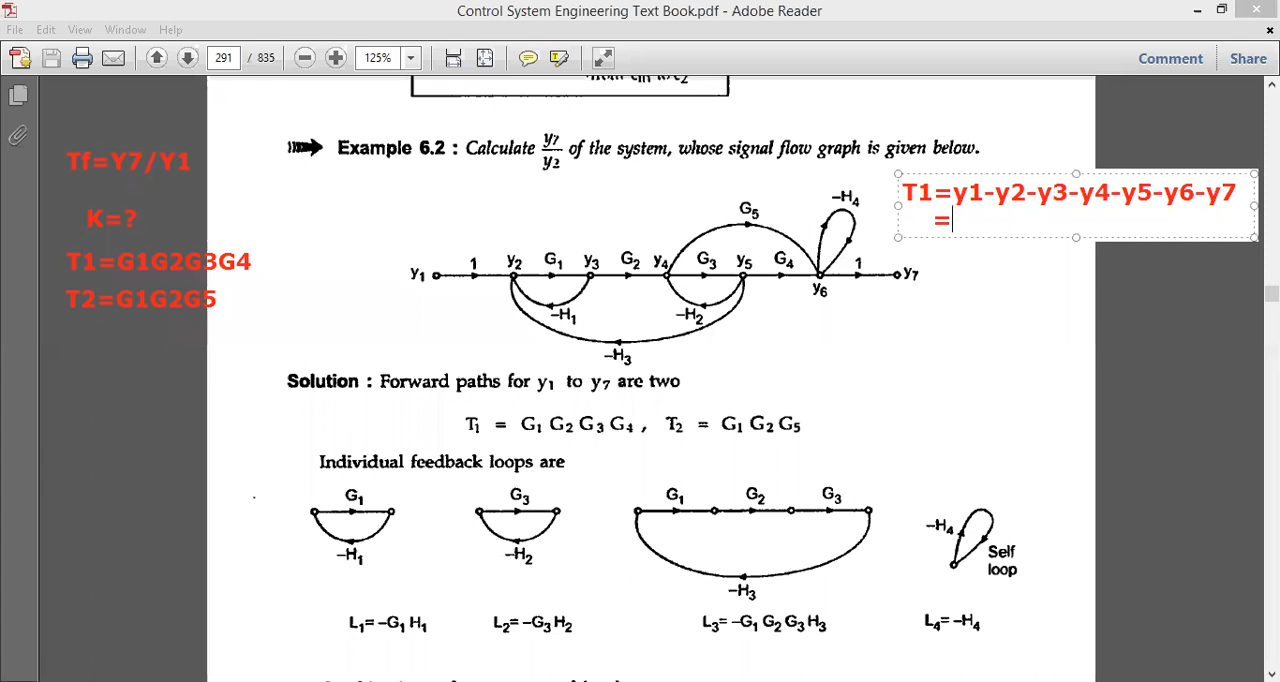 Control System Engineering Text Book.pdf - Adobe Reader
File Edit View Window Help
291 / 835 125% Comment Share
Example 6.2 : Calculate y7/y2 of the system, whose signal flow graph is given below.
Tf=Y7/Y1
K=?
T1=G1G2G3G4
T2=G1G2G5
T1=y1-y2-y3-y4-y5-y6-y7
=
G5 -H4
y1 1 y2 G1 y3 G2 y4 G3 y5 G4 y6 1 y7
-H1 -H2
-H3
Solution : Forward paths for y1 to y7 are two
T1 = G1 G2 G3 G4 , T2 = G1 G2 G5
Individual feedback loops are
G1 G3 G1 G2 G3
-H1 -H2 -H3 -H4 Self
loop
L1= -G1 H1 L2= -G3 H2 L3= -G1 G2 G3 H3 L4= -H4